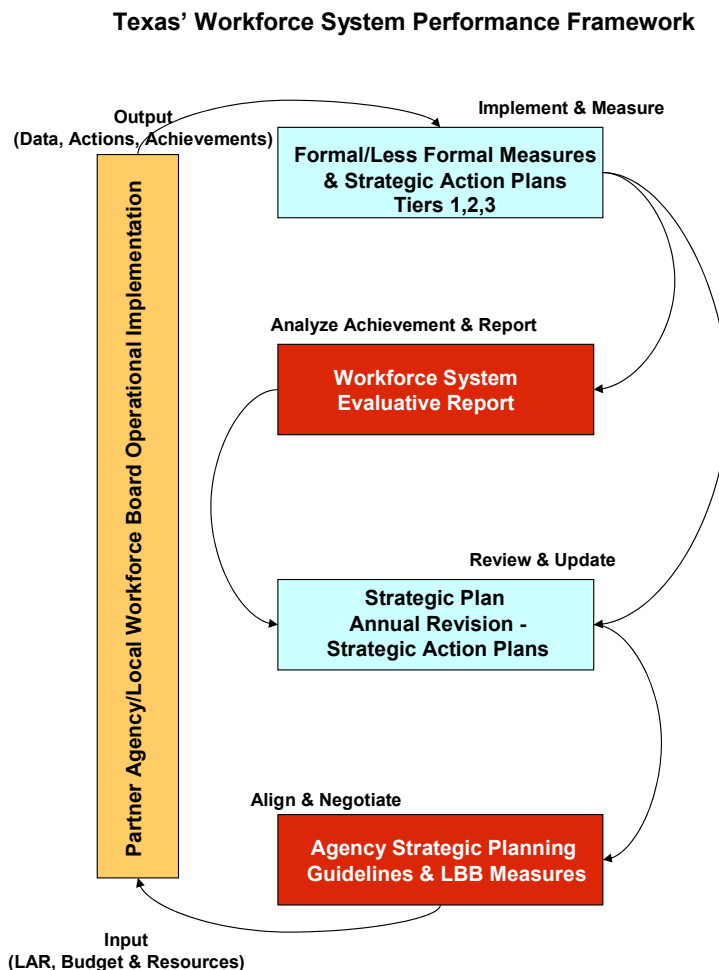 Texas’ Workforce System Performance Framework
Output
(Data, Actions, Achievements)
Implement & Measure
Formal/Less Formal Measures
& Strategic Action Plans
Tiers 1,2,3
Partner Agency/Local Workforce Board Operational Implementation
Analyze Achievement & Report
Workforce System
Evaluative Report
Review & Update
Strategic Plan
Annual Revision -
Strategic Action Plans
Align & Negotiate
Agency Strategic Planning
Guidelines & LBB Measures
Input
(LAR, Budget & Resources)